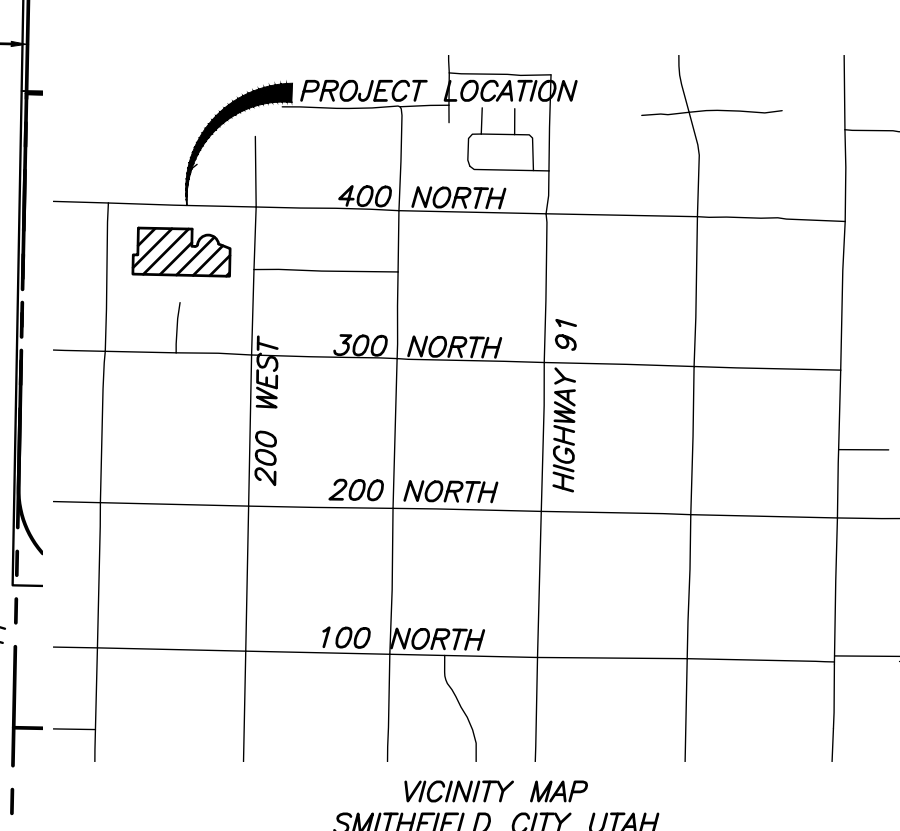 PROJECT LOCATION
400 NORTH
300 NORTH
HIGHWAY 91
200 WEST
200 NORTH
100 NORTH
VICINITY MAP
SMITHFIELD CITY UTAH